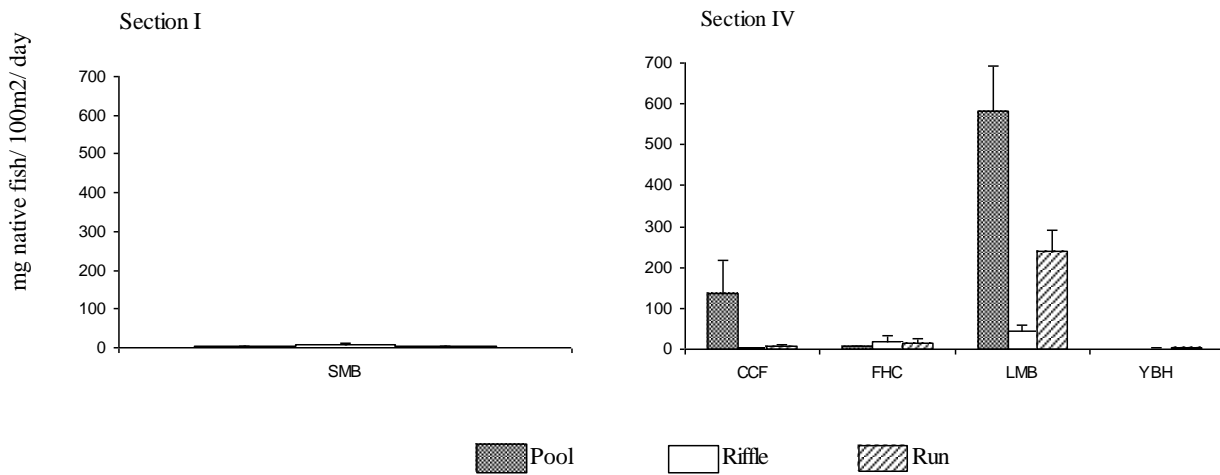 Section I
Section IV
mg native fish/ 100m2/ day
700
600
500
400
300
200
100
0
SMB
700
600
500
400
300
200
100
0
CCF FHC LMB YBH
Pool Riffle Run